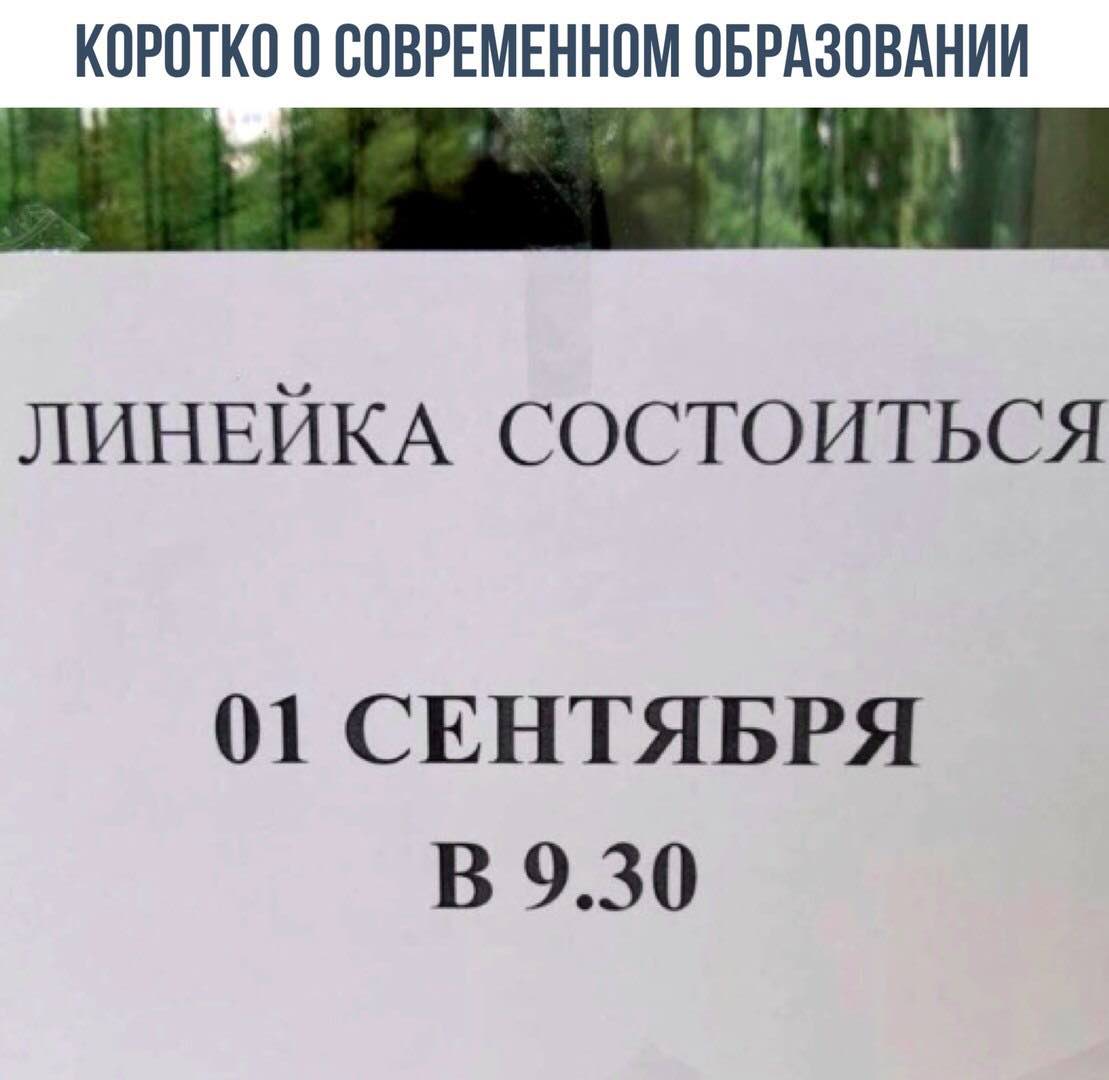 КОРОТКО О СОВРЕМЕННОМ ОБРАЗОВАНИИ
ЛИНЕЙКА СОСТОИТЬСЯ
01 СЕНТЯБРЯ
В 9.30